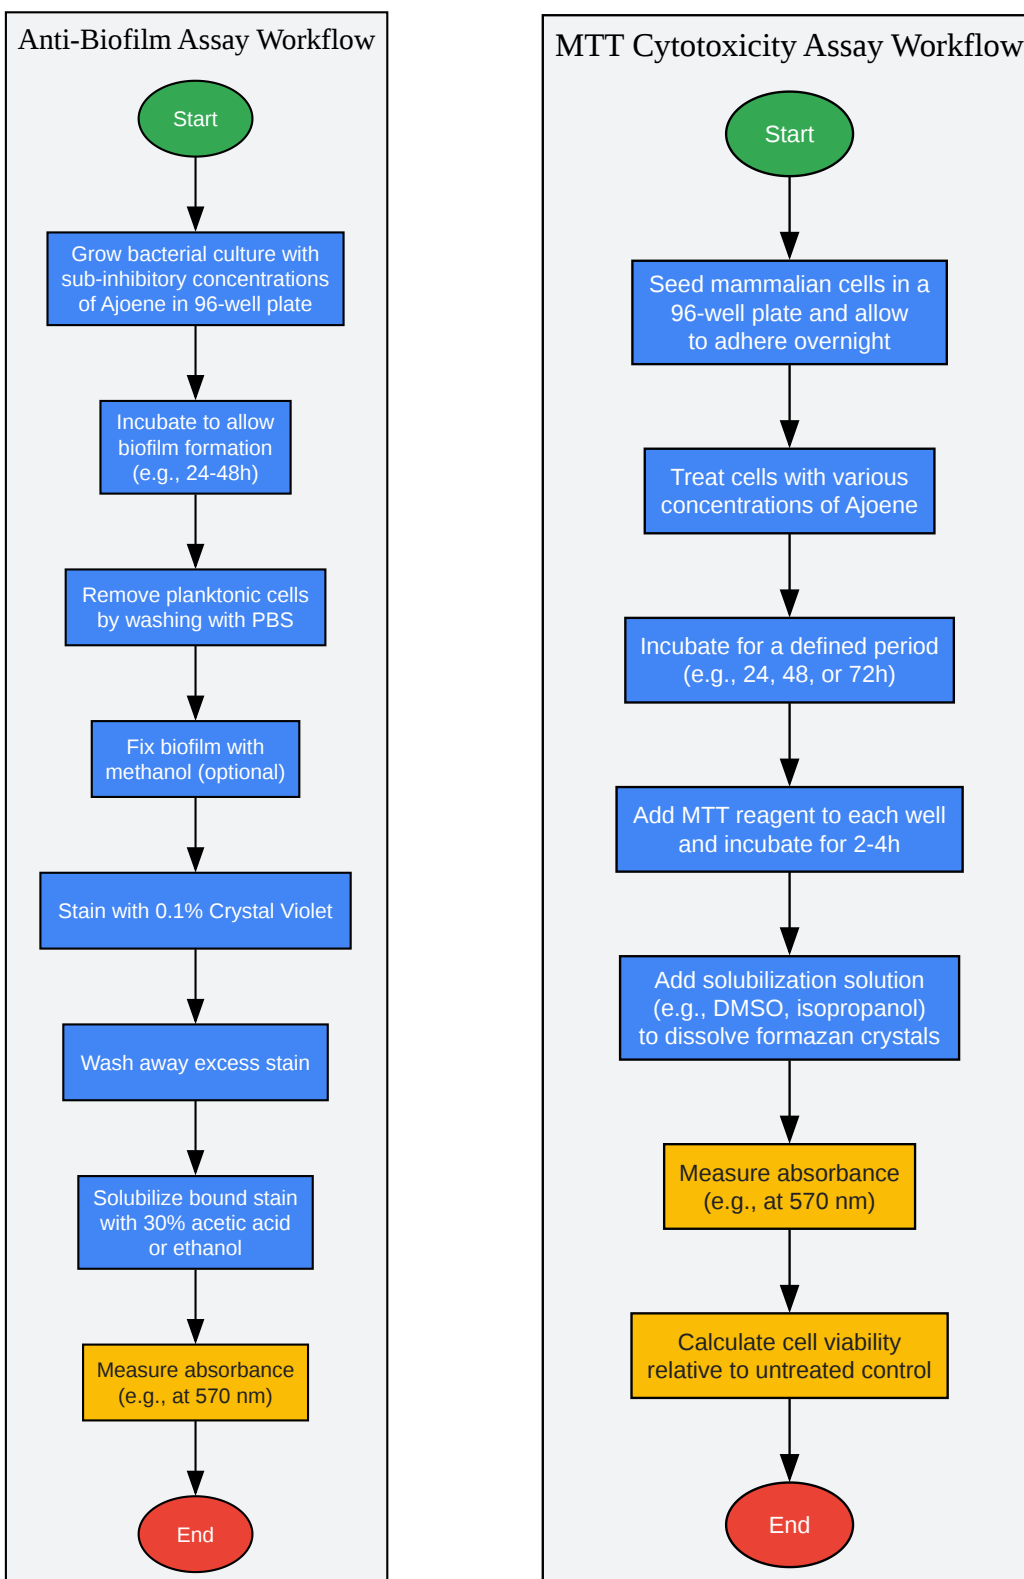 Anti-Biofilm Assay Workflow
Start
Grow bacterial culture with
sub-inhibitory concentrations
of Ajoene in 96-well plate
Incubate to allow
biofilm formation
(e.g., 24-48h)
Remove planktonic cells
by washing with PBS
Fix biofilm with
methanol (optional)
Stain with 0.1% Crystal Violet
Wash away excess stain
Solubilize bound stain
with 30% acetic acid
or ethanol
Measure absorbance
(e.g., at 570 nm)
End
MTT Cytotoxicity Assay Workflow
Start
Seed mammalian cells in a
96-well plate and allow
to adhere overnight
Treat cells with various
concentrations of Ajoene
Incubate for a defined period
(e.g., 24, 48, or 72h)
Add MTT reagent to each well
and incubate for 2-4h
Add solubilization solution
(e.g., DMSO, isopropanol)
to dissolve formazan crystals
Measure absorbance
(e.g., at 570 nm)
Calculate cell viability
relative to untreated control
End